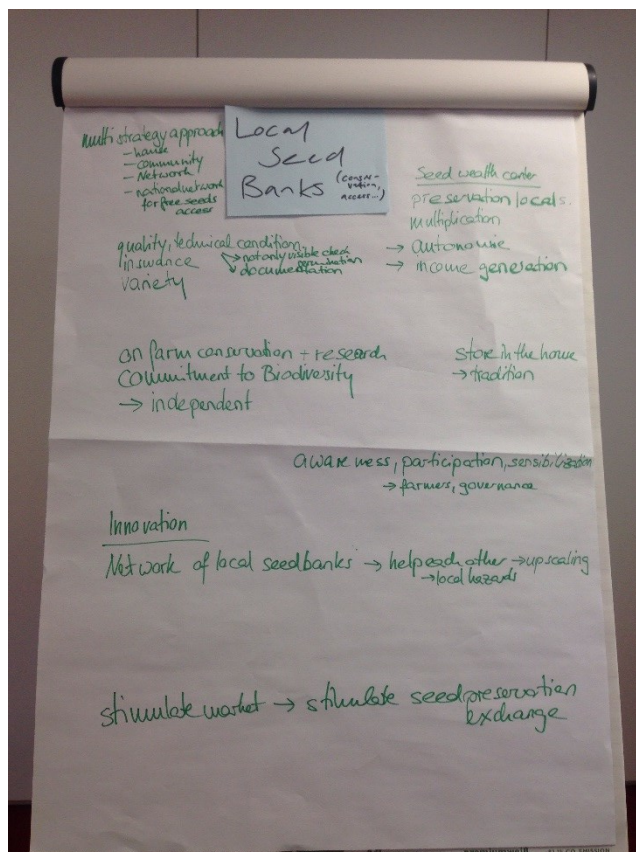 Local
Seed
Banks (conser-
vation,
access...)
multi strategy approach
- house
- community
- Network
- national network
for free seeds
access
Seed wealth center
preservation locals.
multiplication
→ autonomie
→ income generation
quality, technical condition
→ not only visible check
germination
→ documentation
insurance
variety
on farm conservation + research
Commitment to Biodiversity
→ independent
store in the house
→ tradition
awareness, participation, sensibilization
→ farmers, governance
Innovation
Network of local seedbanks → help each other → upscaling
→ local hazards
stimulate market → stimulate seed preservation
exchange